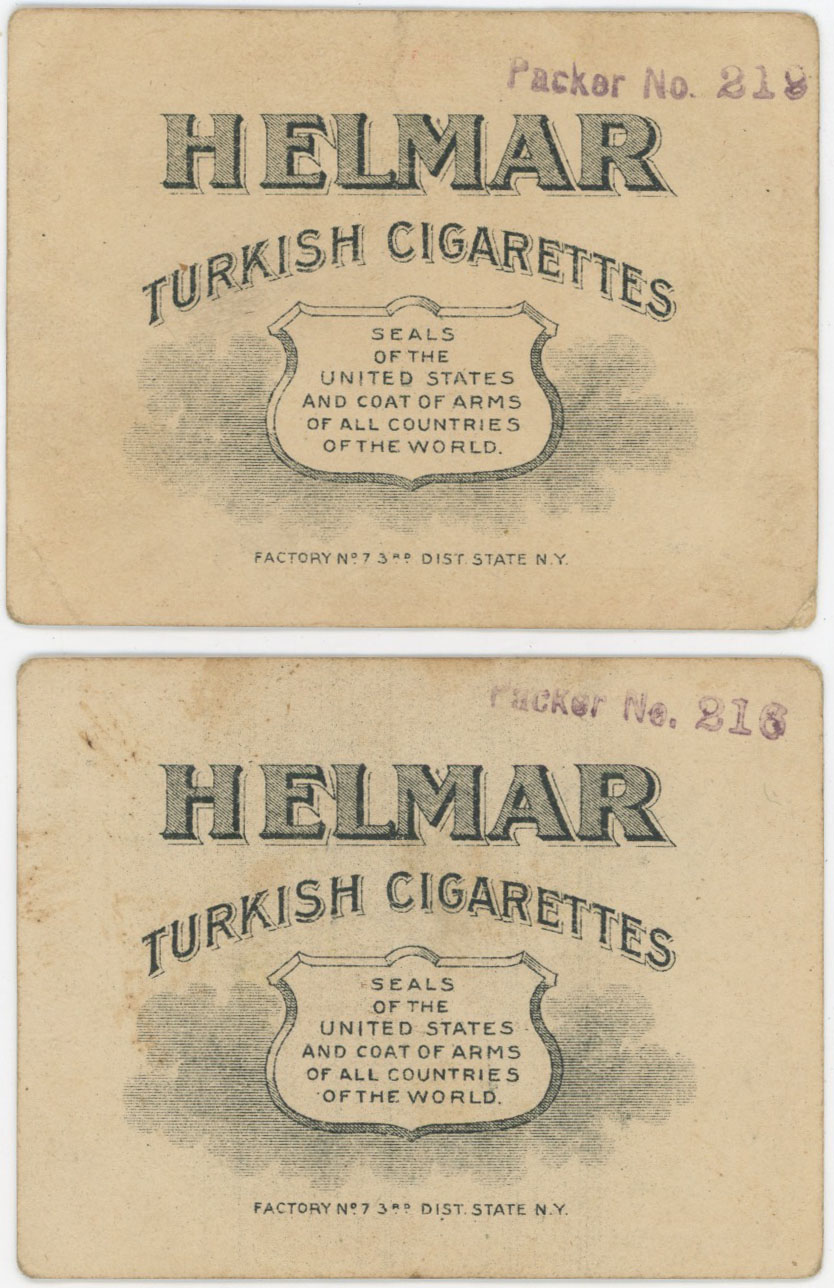 Packer No. 219
HELMAR
TURKISH CIGARETTES
SEALS
OF THE
UNITED STATES
AND COAT OF ARMS
OF ALL COUNTRIES
OF THE WORLD.
FACTORY Nº 7 3RD DIST. STATE N.Y.
Packer No. 216
HELMAR
TURKISH CIGARETTES
SEALS
OF THE
UNITED STATES
AND COAT OF ARMS
OF ALL COUNTRIES
OF THE WORLD.
FACTORY Nº 7 3RD DIST. STATE N.Y.